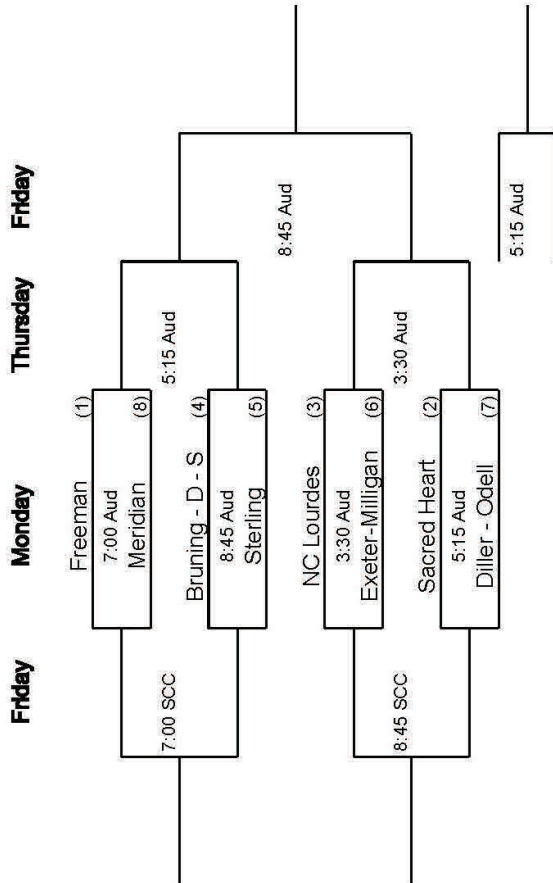 Friday
Monday
Thursday
Friday
Freeman
(1)
7:00 Aud
Meridian
(8)
7:00 SCC
5:15 Aud
Bruning - D - S
(4)
8:45 Aud
Sterling
(5)
8:45 Aud
NC Lourdes
(3)
3:30 Aud
Exeter-Milligan
(6)
8:45 SCC
3:30 Aud
Sacred Heart
(2)
5:15 Aud
Diller - Odell
(7)
5:15 Aud